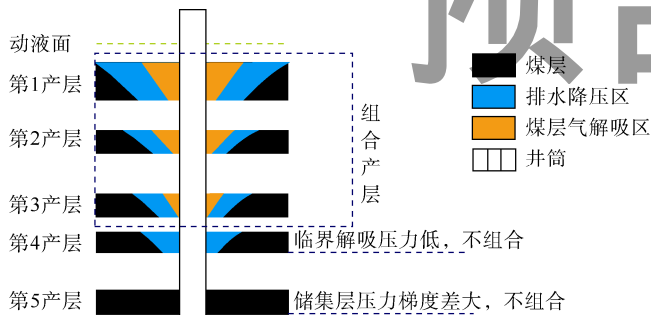 动液面
第1产层
第2产层
第3产层
第4产层
第5产层
组合产层
临界解吸压力低，不组合
储集层压力梯度差大，不组合
煤层
排水降压区
煤层气解吸区
井筒